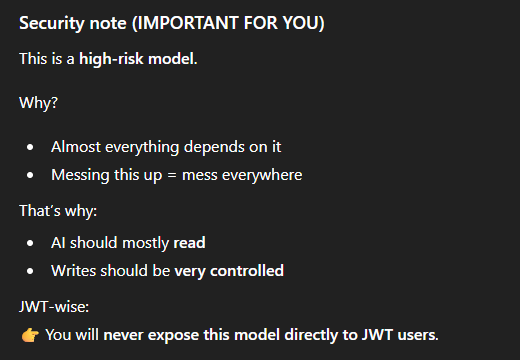 Security note (IMPORTANT FOR YOU)
This is a high-risk model.
Why?
• Almost everything depends on it
• Messing this up = mess everywhere
That's why:
• AI should mostly read
• Writes should be very controlled
JWT-wise:
👉 You will never expose this model directly to JWT users.